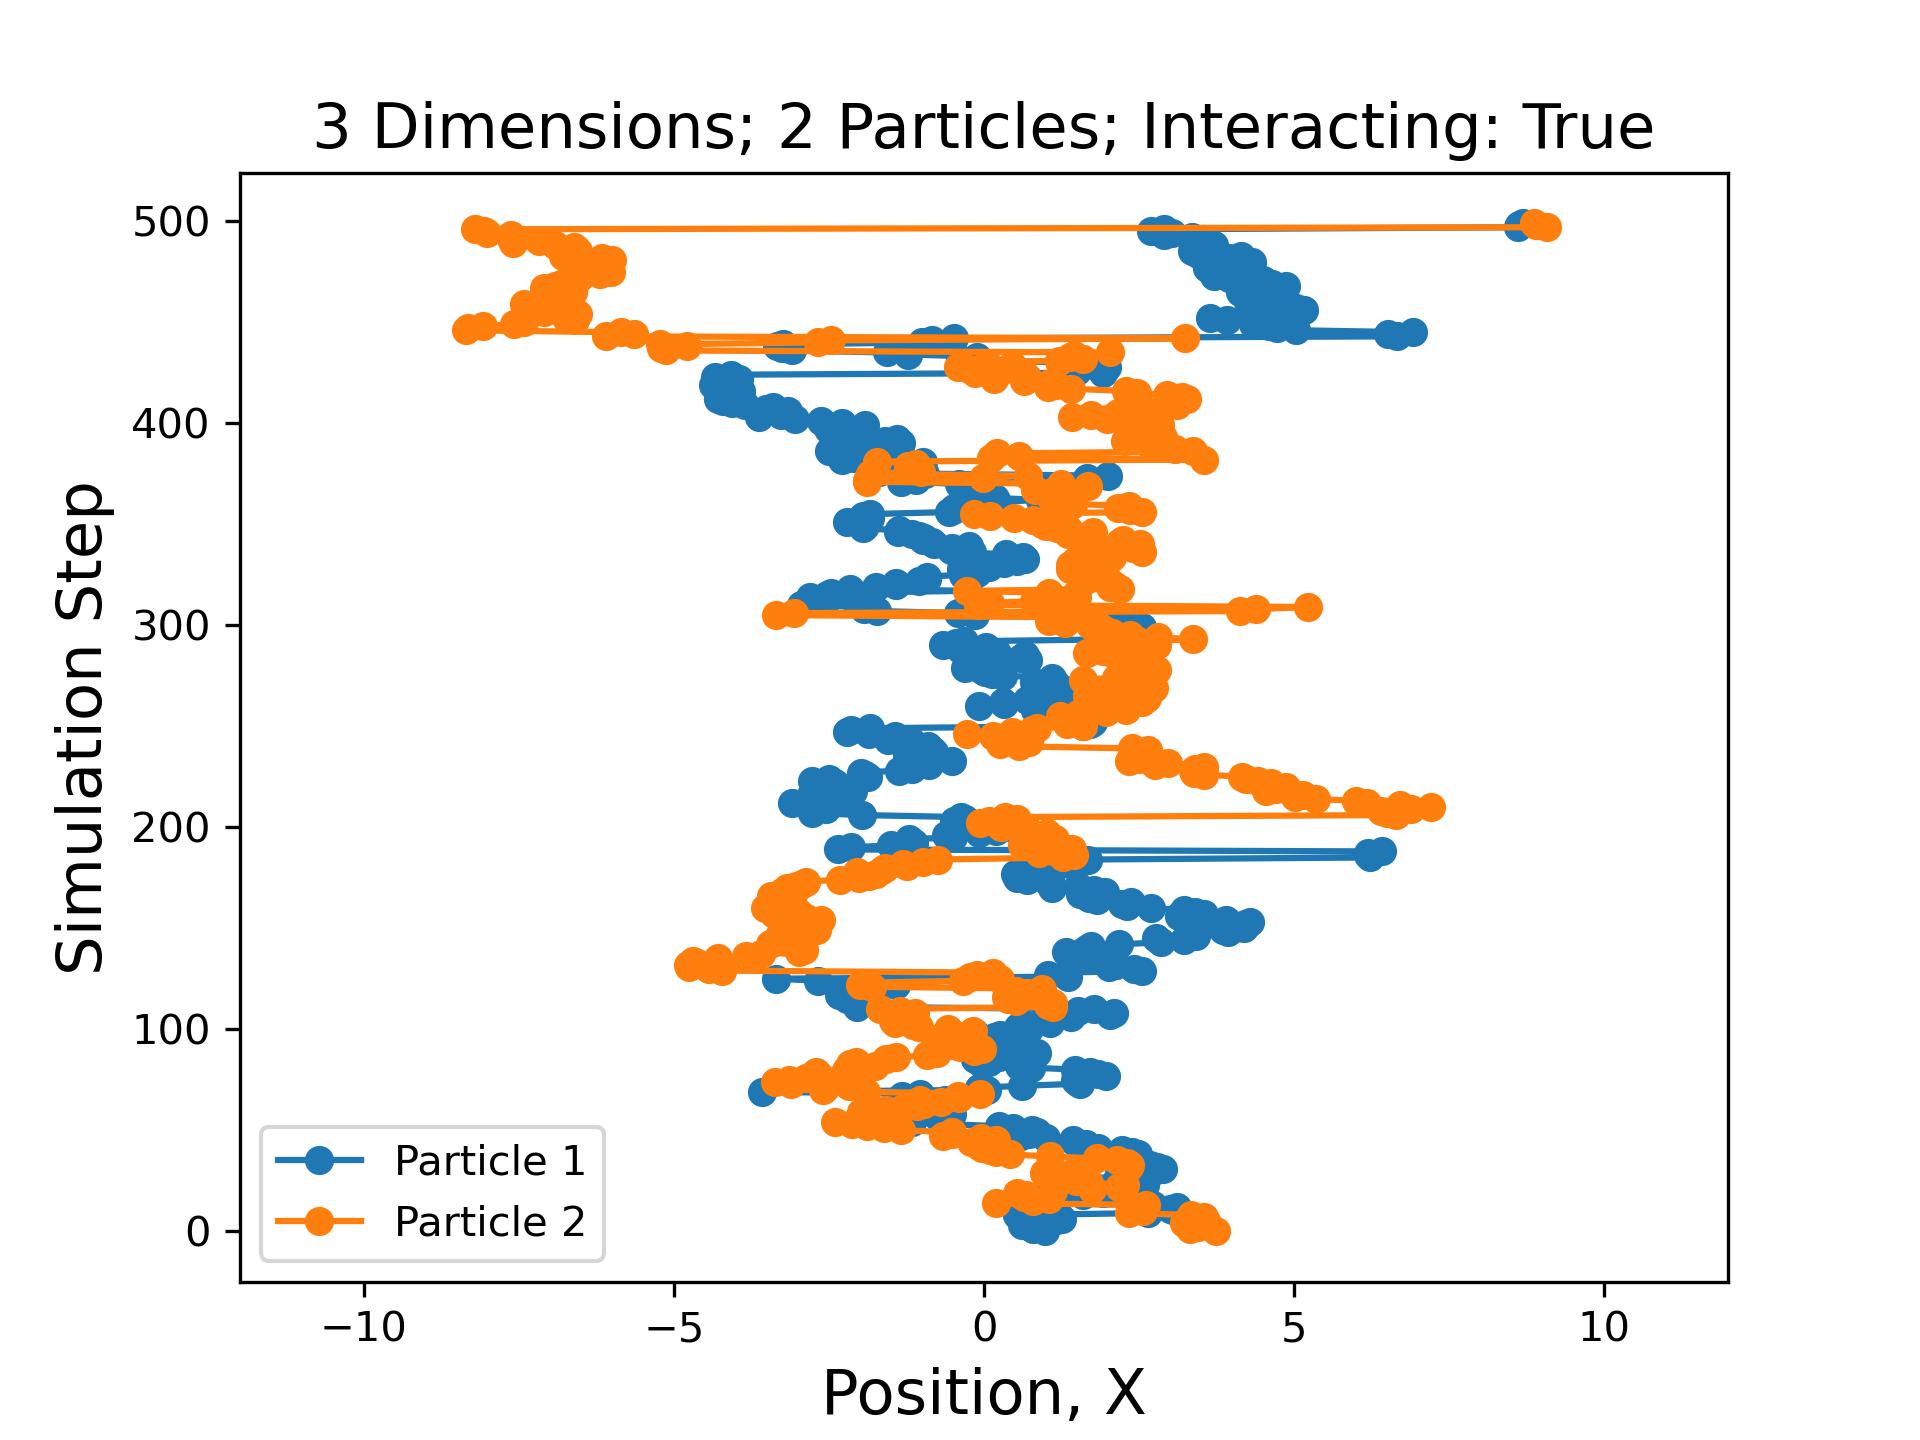 3 Dimensions; 2 Particles; Interacting: True
Simulation Step
500
400
300
200
100
0
Particle 1
Particle 2
−10
−5
0
5
10
Position, X